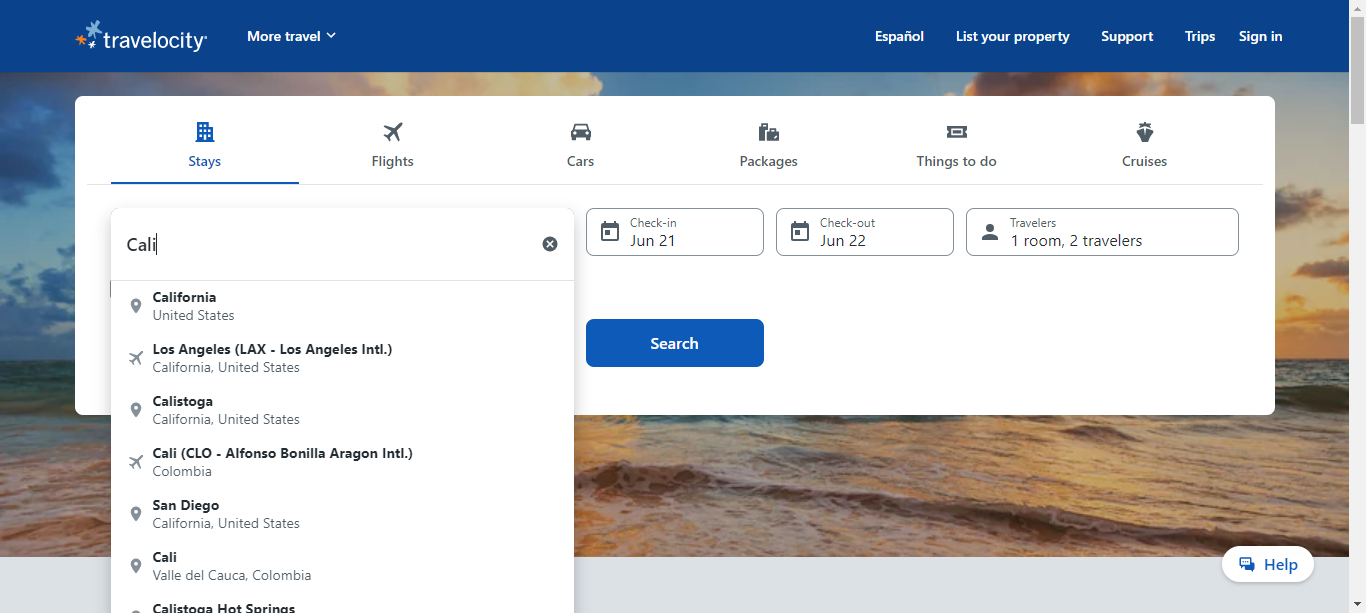 travelocity
More travel
Español
List your property
Support
Trips
Sign in
Stays
Flights
Cars
Packages
Things to do
Cruises
Cali
Check-in
Jun 21
Check-out
Jun 22
Travelers
1 room, 2 travelers
California
United States
Los Angeles (LAX - Los Angeles Intl.)
California, United States
Calistoga
California, United States
Cali (CLO - Alfonso Bonilla Aragon Intl.)
Colombia
San Diego
California, United States
Cali
Valle del Cauca, Colombia
Calistoga Hot Springs
Search
Help